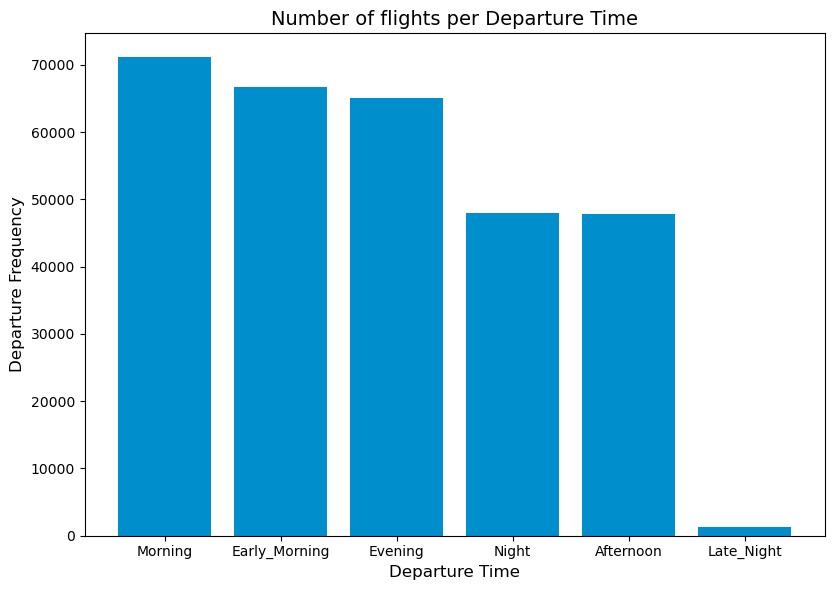 Number of flights per Departure Time
Departure Frequency
70000
60000
50000
40000
30000
20000
10000
0
Morning Early_Morning Evening Night Afternoon Late_Night
Departure Time